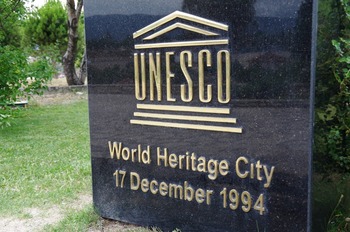 UNESCO
World Heritage City
17 December 1994